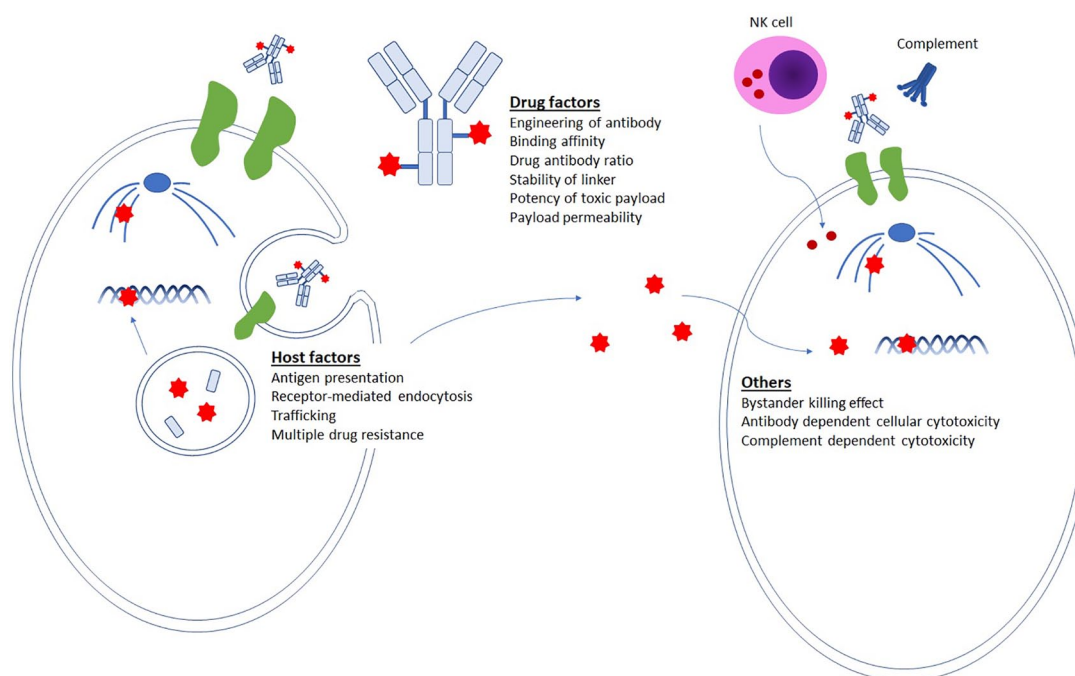 NK cell
Complement
Drug factors
Engineering of antibody
Binding affinity
Drug antibody ratio
Stability of linker
Potency of toxic payload
Payload permeability
Host factors
Antigen presentation
Receptor-mediated endocytosis
Trafficking
Multiple drug resistance
Others
Bystander killing effect
Antibody dependent cellular cytotoxicity
Complement dependent cytotoxicity